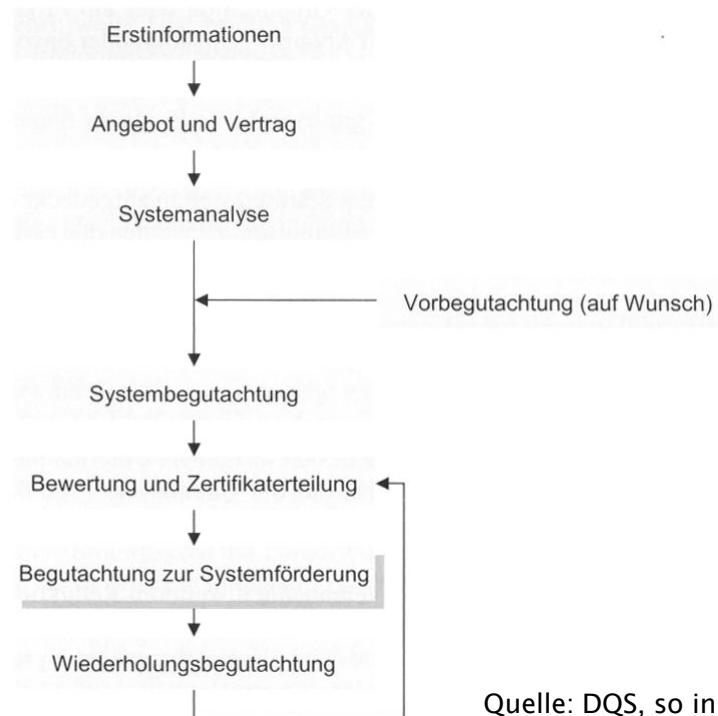 Erstinformationen
Angebot und Vertrag
Systemanalyse
Vorbegutachtung (auf Wunsch)
Systembegutachtung
Bewertung und Zertifikaterteilung
Begutachtung zur Systemförderung
Wiederholungsbegutachtung
Quelle: DQS, so in